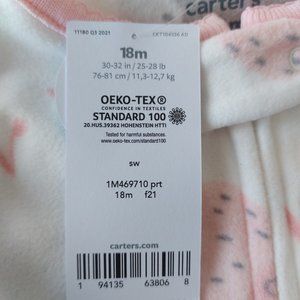 carter's
11180 Q3 2021
18m
30-32 in / 25-28 lb
76-81 cm / 11,3-12,7 kg
OEKO-TEX®
CONFIDENCE IN TEXTILES
STANDARD 100
20.HUS.39362 HOHENSTEIN HTTI
Tested for harmful substances.
www.oeko-tex.com/standard100
SW
1M469710 prt
18m f21
carters.com
1 94135 63806 8